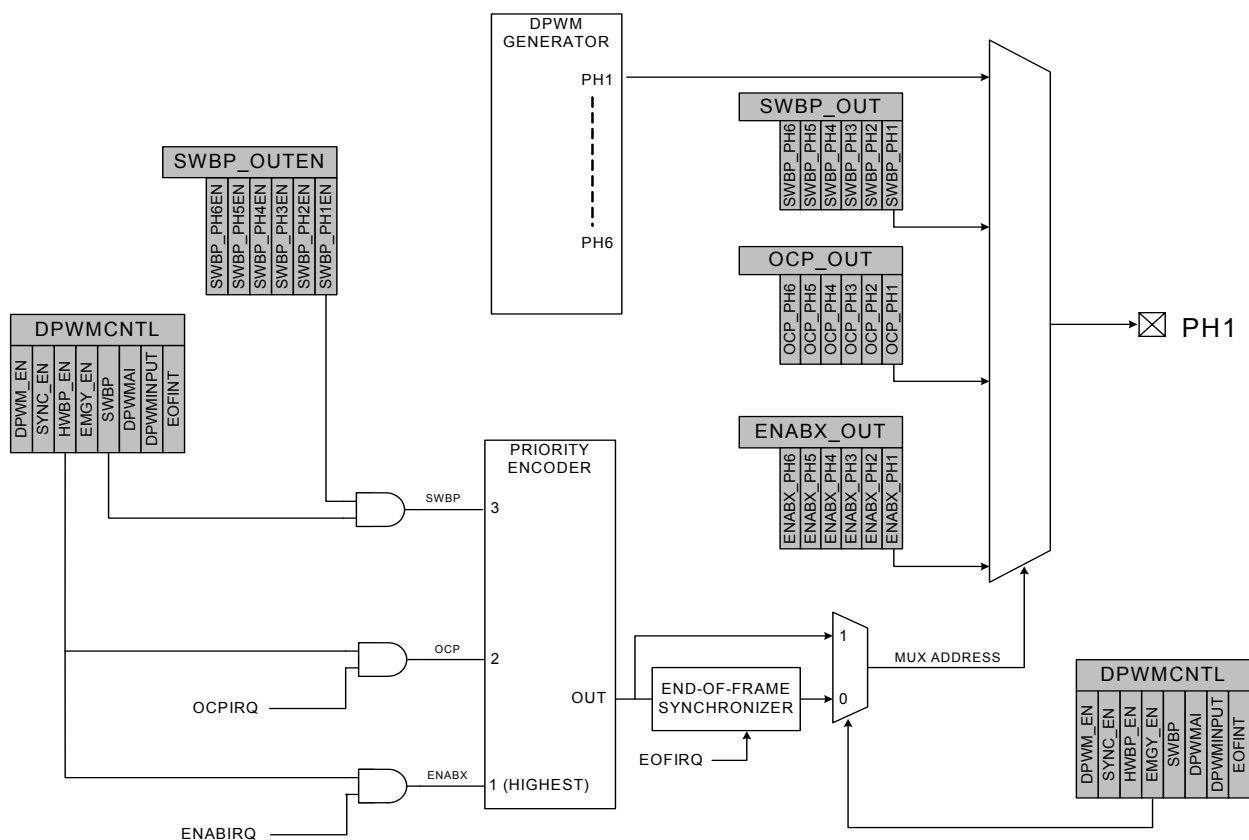 DPWM
GENERATOR
PH1
PH6
SWBP_OUT
SWBP_PH6
SWBP_PH5
SWBP_PH4
SWBP_PH3
SWBP_PH2
SWBP_PH1
SWBP_OUTEN
SWBP_PH6EN
SWBP_PH5EN
SWBP_PH4EN
SWBP_PH3EN
SWBP_PH2EN
SWBP_PH1EN
OCP_OUT
OCP_PH6
OCP_PH5
OCP_PH4
OCP_PH3
OCP_PH2
OCP_PH1
PH1
DPWMCNTL
DPWM_EN
SYNC_EN
HWBP_EN
EMGY_EN
SWBP
DPWMAI
DPWMINPUT
EOFINT
ENABX_OUT
ENABX_PH6
ENABX_PH5
ENABX_PH4
ENABX_PH3
ENABX_PH2
ENABX_PH1
PRIORITY
ENCODER
SWBP
3
OCP
2
OCPIRQ
ENABX
1 (HIGHEST)
ENABIRQ
OUT
END-OF-FRAME
SYNCHRONIZER
EOFIRQ
1
0
MUX ADDRESS
DPWMCNTL
DPWM_EN
SYNC_EN
HWBP_EN
EMGY_EN
SWBP
DPWMAI
DPWMINPUT
EOFINT